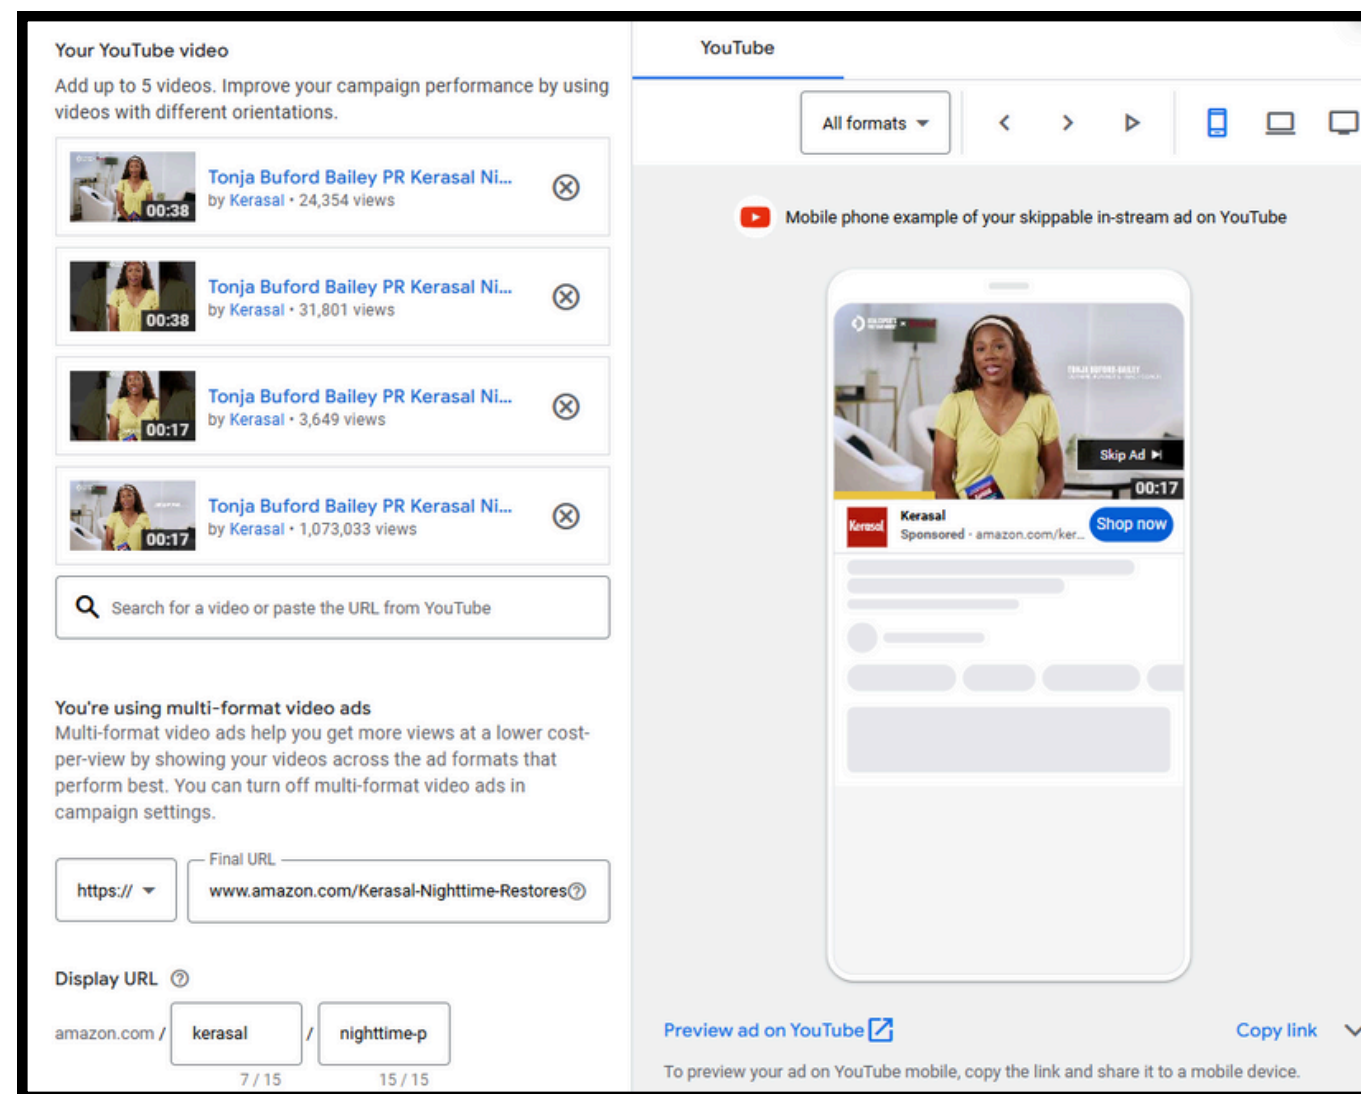 Your YouTube video
Add up to 5 videos. Improve your campaign performance by using
videos with different orientations.
00:38
Tonja Buford Bailey PR Kerasal Ni...
by Kerasal • 24,354 views
00:38
Tonja Buford Bailey PR Kerasal Ni...
by Kerasal • 31,801 views
00:17
Tonja Buford Bailey PR Kerasal Ni...
by Kerasal • 3,649 views
00:17
Tonja Buford Bailey PR Kerasal Ni...
by Kerasal • 1,073,033 views
Search for a video or paste the URL from YouTube
You're using multi-format video ads
Multi-format video ads help you get more views at a lower cost-
per-view by showing your videos across the ad formats that
perform best. You can turn off multi-format video ads in
campaign settings.
Final URL
https://
www.amazon.com/Kerasal-Nighttime-Restores
Display URL
amazon.com / kerasal / nighttime-p
7 / 15
15 / 15
YouTube
All formats
Mobile phone example of your skippable in-stream ad on YouTube
TONJA BUFORD-BAILEY
Skip Ad
00:17
Kerasal
Kerasal
Sponsored · amazon.com/ker...
Shop now
Preview ad on YouTube
Copy link
To preview your ad on YouTube mobile, copy the link and share it to a mobile device.